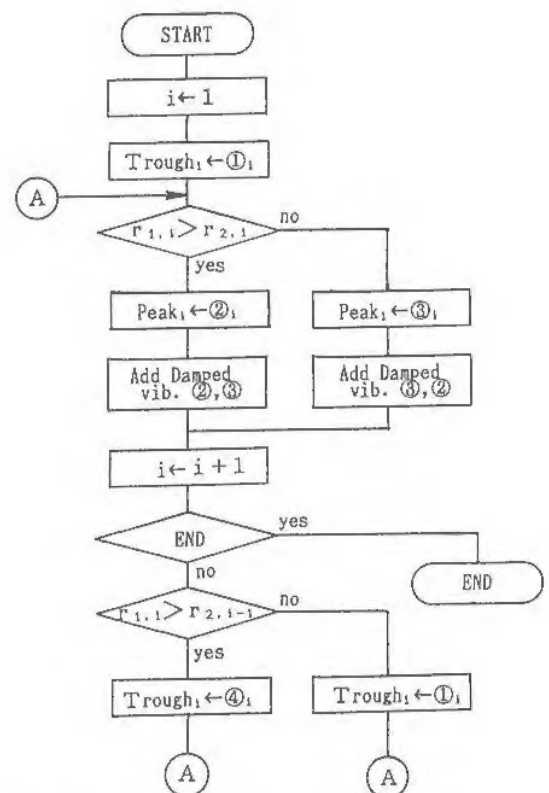 START
i←1
Trough₁←①₁
A
r₁,₁>r₂,₁
no
yes
Peak₁←②₁
Peak₁←③₁
Add Damped
vib. ②,③
Add Damped
vib. ③,②
i←i+1
END
yes
no
END
r₁,₁>r₂,i₋₁
no
yes
Trough₁←④₁
Trough₁←①₁
A
A